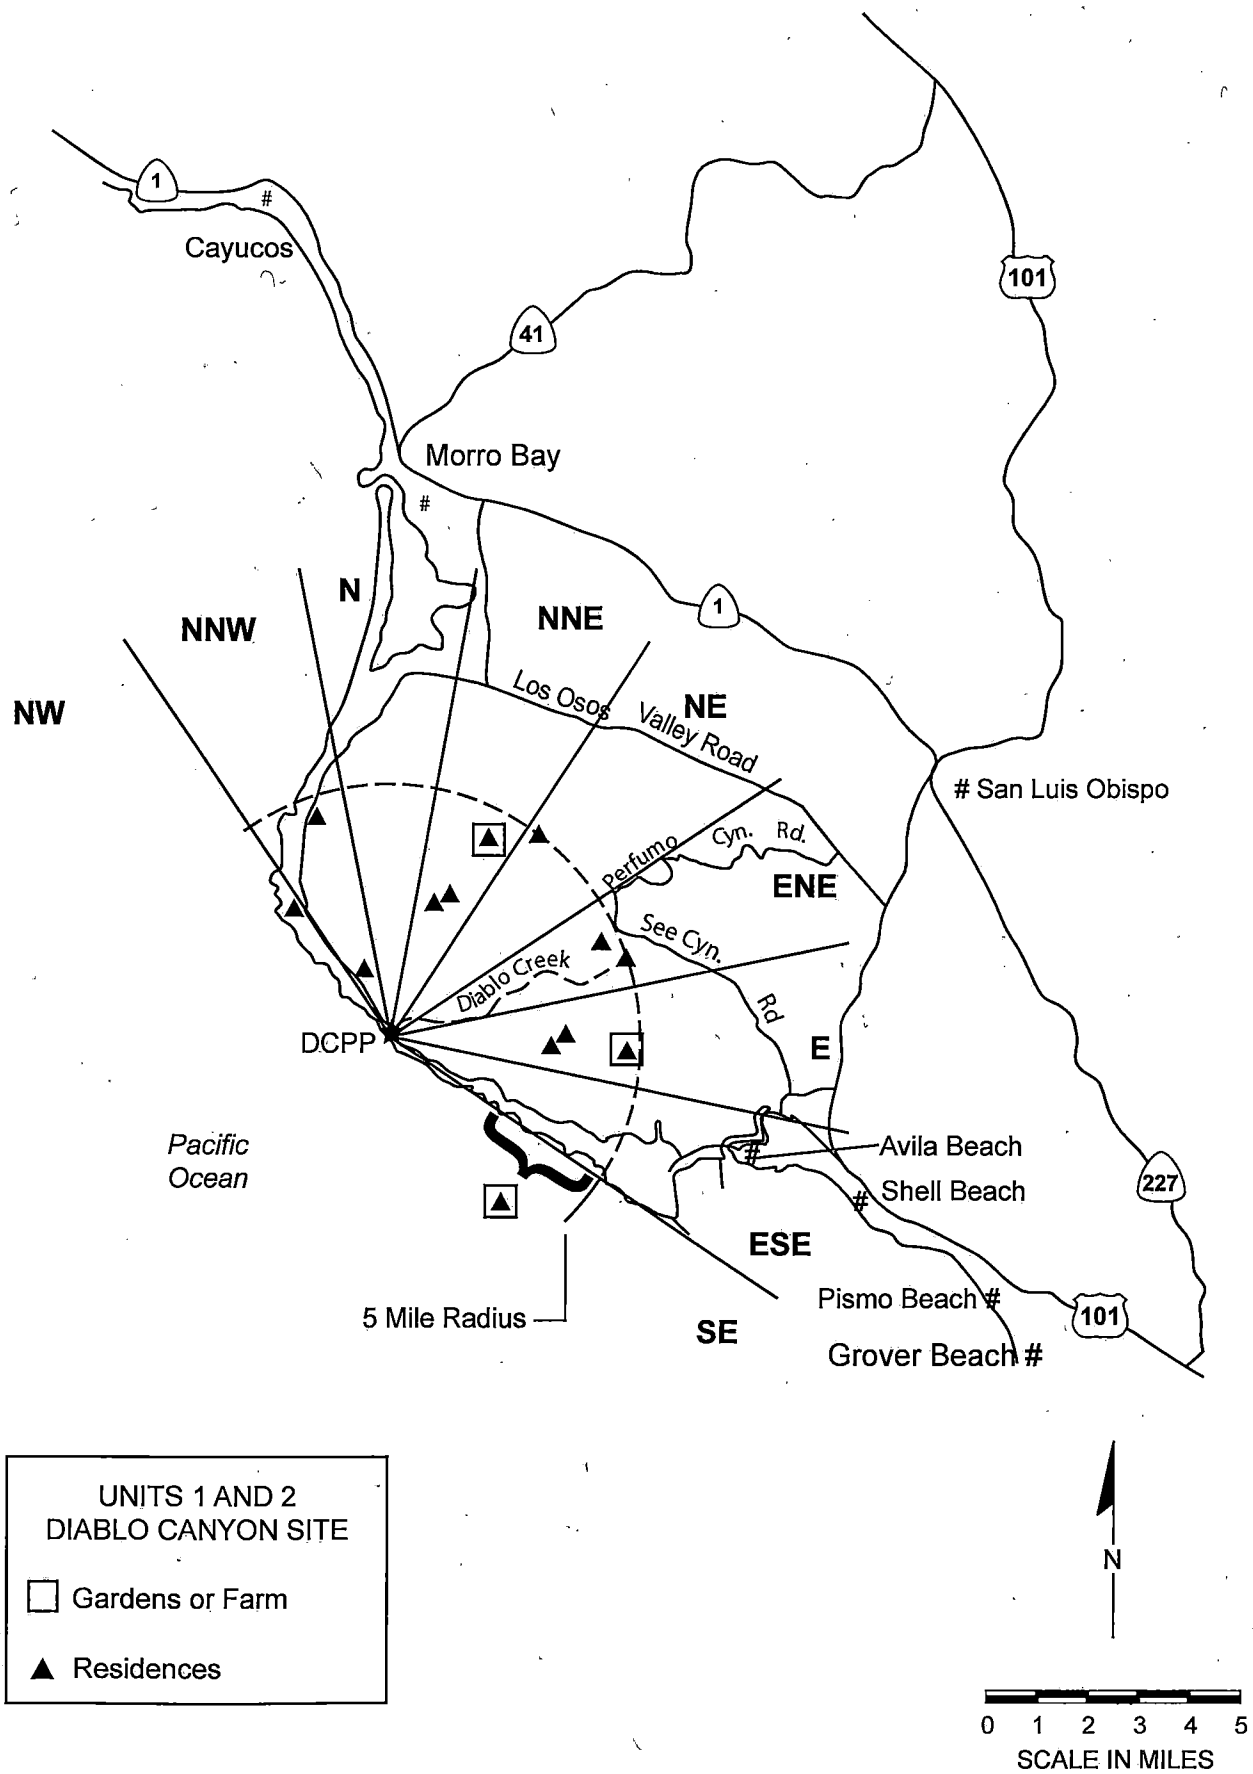 1
#
Cayucos
101
41
Morro Bay
#
N
NNW
NNE
1
NW
Los Osos Valley Road
NE
# San Luis Obispo
Perfumo Cyn. Rd.
ENE
See Cyn. Rd
Diablo Creek
DCPP
E
Pacific
Ocean
Avila Beach
#
227
Shell Beach
#
ESE
Pismo Beach #
5 Mile Radius
101
SE
Grover Beach #
UNITS 1 AND 2
DIABLO CANYON SITE
Gardens or Farm
Residences
N
0 1 2 3 4 5
SCALE IN MILES